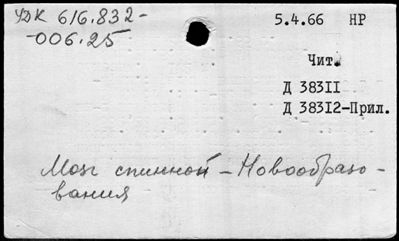 УДК 616.832-
-006.25
5.4.66 НР
Чит.
Д 38311
Д 38312-Прил.
Мозг спинной - Новообразо-
вания